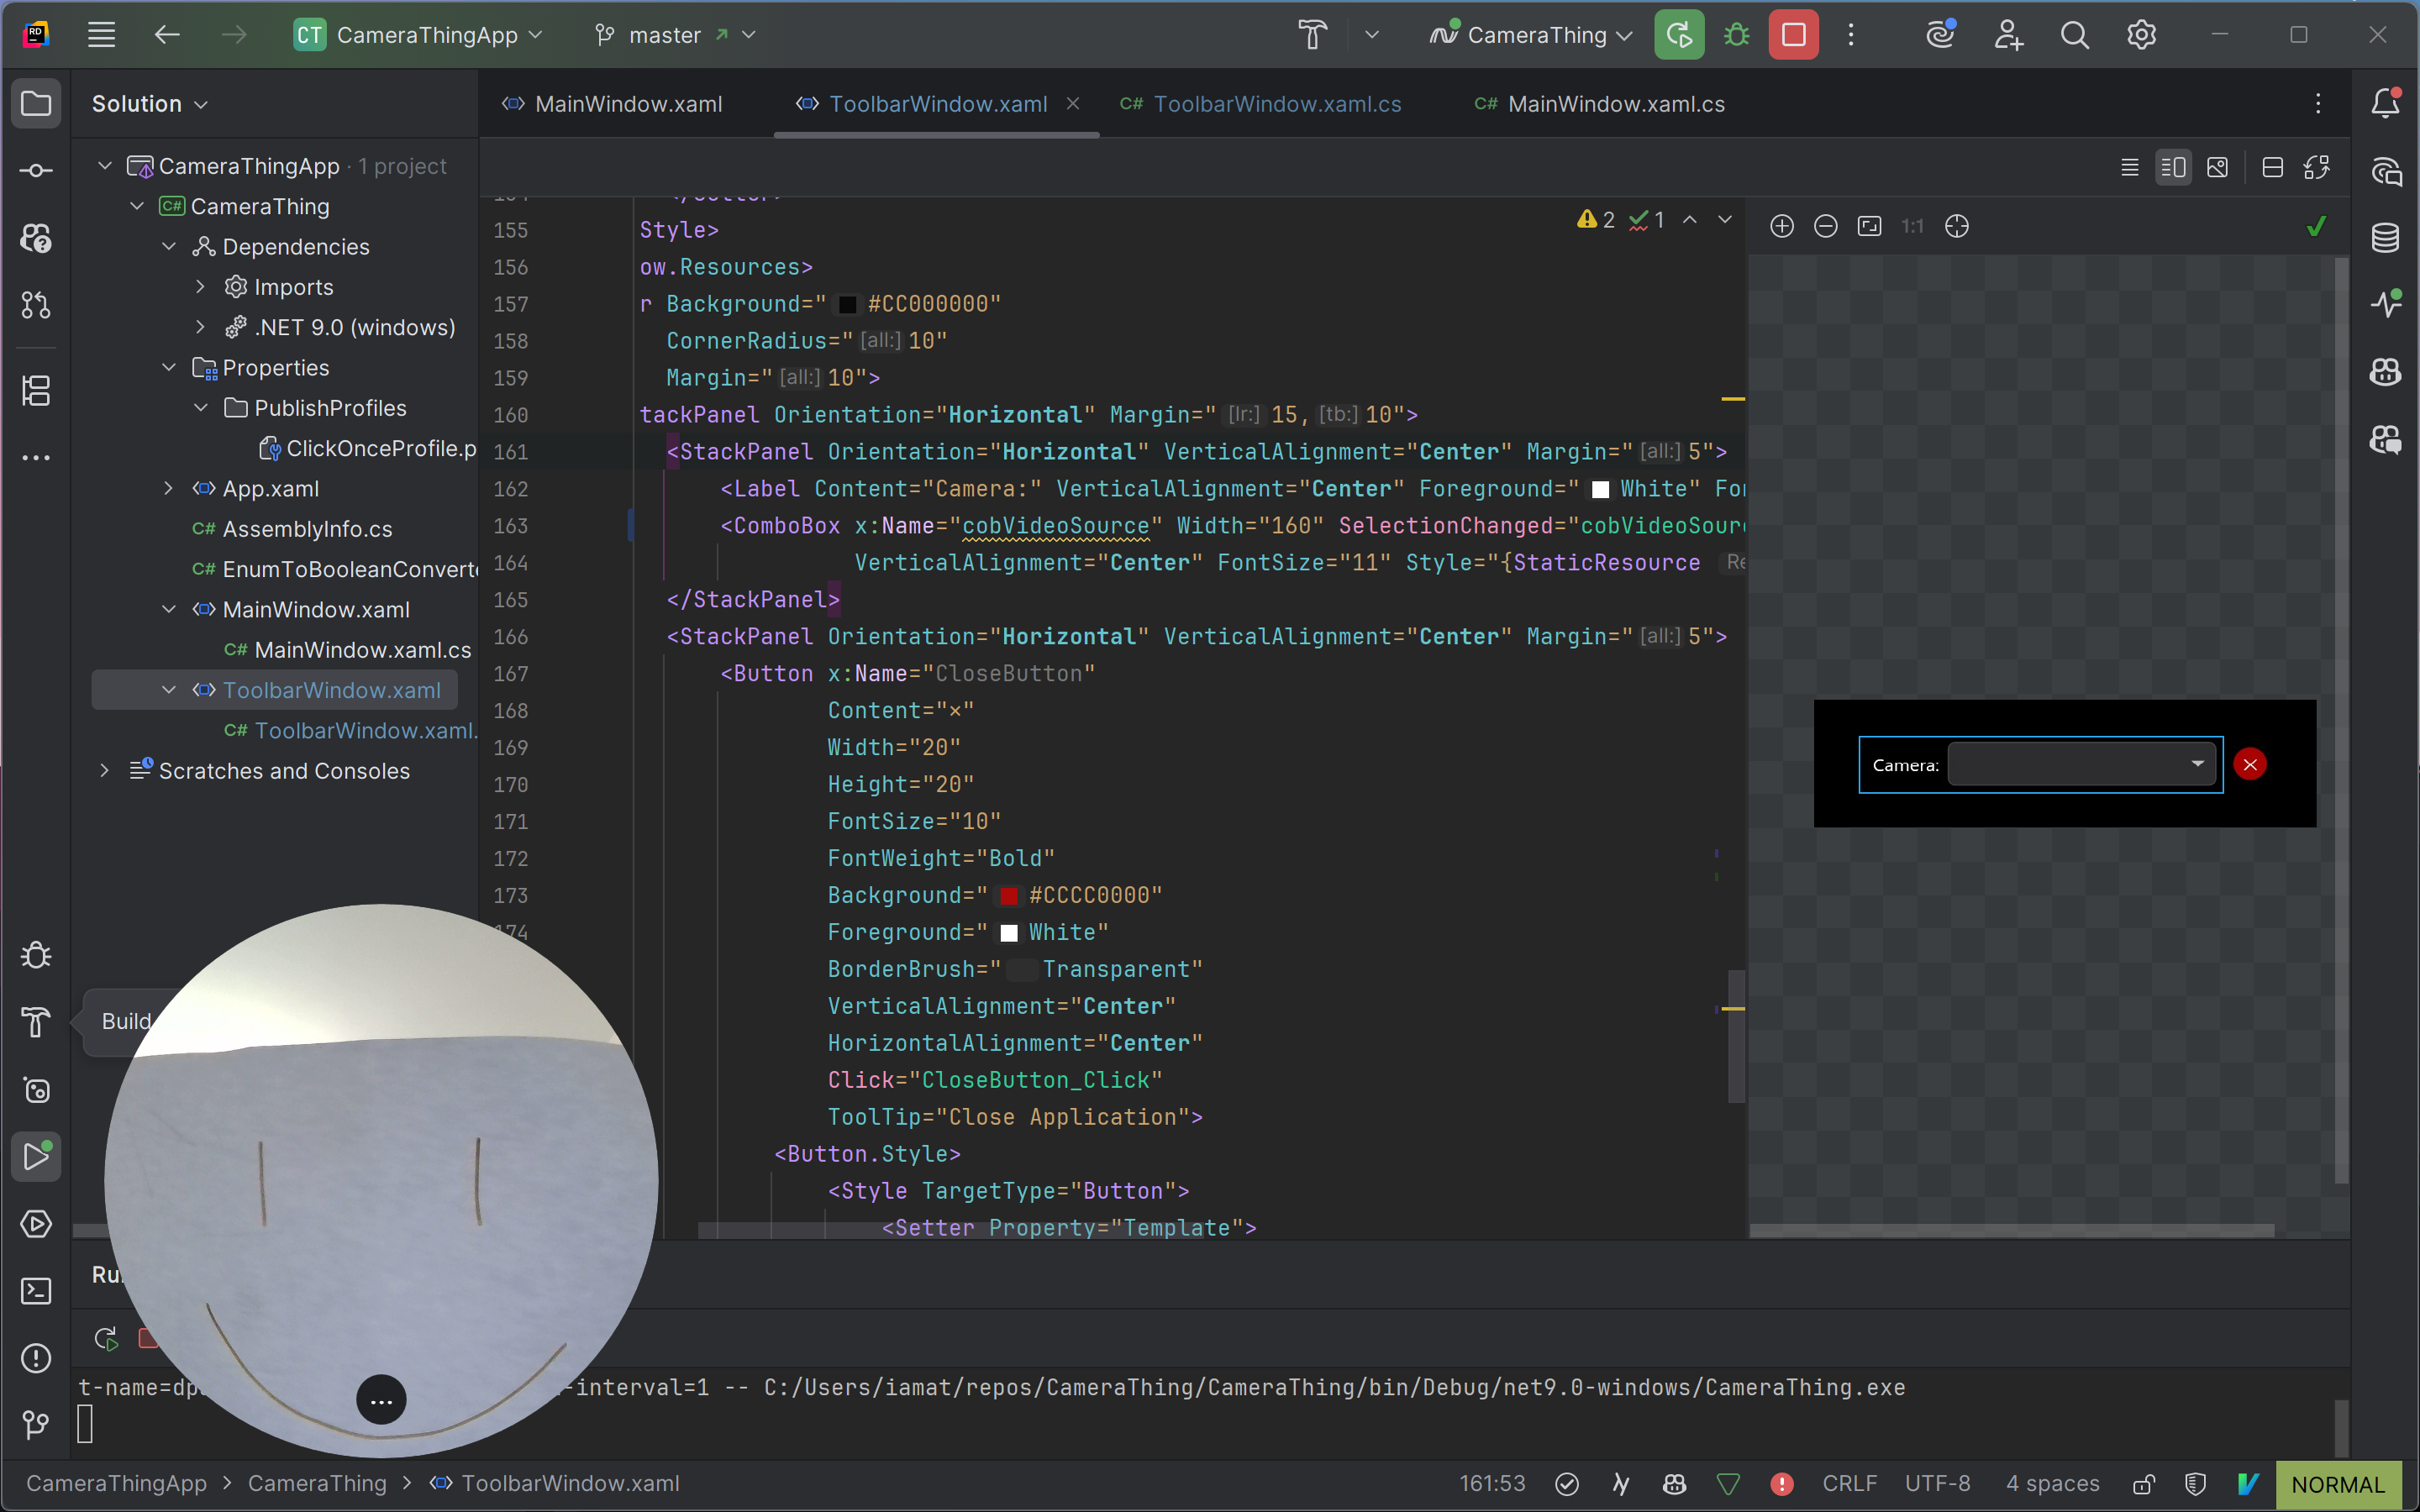 RD CT CameraThingApp master CameraThing
Solution
MainWindow.xaml ToolbarWindow.xaml C# ToolbarWindow.xaml.cs C# MainWindow.xaml.cs
CameraThingApp · 1 project
C# CameraThing
Dependencies
Imports
.NET 9.0 (windows)
Properties
PublishProfiles
ClickOnceProfile.p
App.xaml
C# AssemblyInfo.cs
C# EnumToBooleanConverte
MainWindow.xaml
C# MainWindow.xaml.cs
ToolbarWindow.xaml
C# ToolbarWindow.xaml.
Scratches and Consoles
Build
2 1
155 Style>
156 ow.Resources>
157 r Background="#CC000000"
158 CornerRadius="[all:]10"
159 Margin="[all:]10">
160 tackPanel Orientation="Horizontal" Margin="[lr:]15,[tb:]10">
161 <StackPanel Orientation="Horizontal" VerticalAlignment="Center" Margin="[all:]5">
162 <Label Content="Camera:" VerticalAlignment="Center" Foreground="White" Fo
163 <ComboBox x:Name="cobVideoSource" Width="160" SelectionChanged="cobVideoSour
164 VerticalAlignment="Center" FontSize="11" Style="{StaticResource Re
165 </StackPanel>
166 <StackPanel Orientation="Horizontal" VerticalAlignment="Center" Margin="[all:]5">
167 <Button x:Name="CloseButton"
168 Content="×"
169 Width="20"
170 Height="20"
171 FontSize="10"
172 FontWeight="Bold"
173 Background="#CCCC0000"
174 Foreground="White"
BorderBrush="Transparent"
VerticalAlignment="Center"
HorizontalAlignment="Center"
Click="CloseButton_Click"
ToolTip="Close Application">
<Button.Style>
<Style TargetType="Button">
<Setter Property="Template">
1:1
Camera:
t-name=dp
-interval=1 -- C:/Users/iamat/repos/CameraThing/CameraThing/bin/Debug/net9.0-windows/CameraThing.exe
CameraThingApp > CameraThing > ToolbarWindow.xaml 161:53 CRLF UTF-8 4 spaces NORMAL